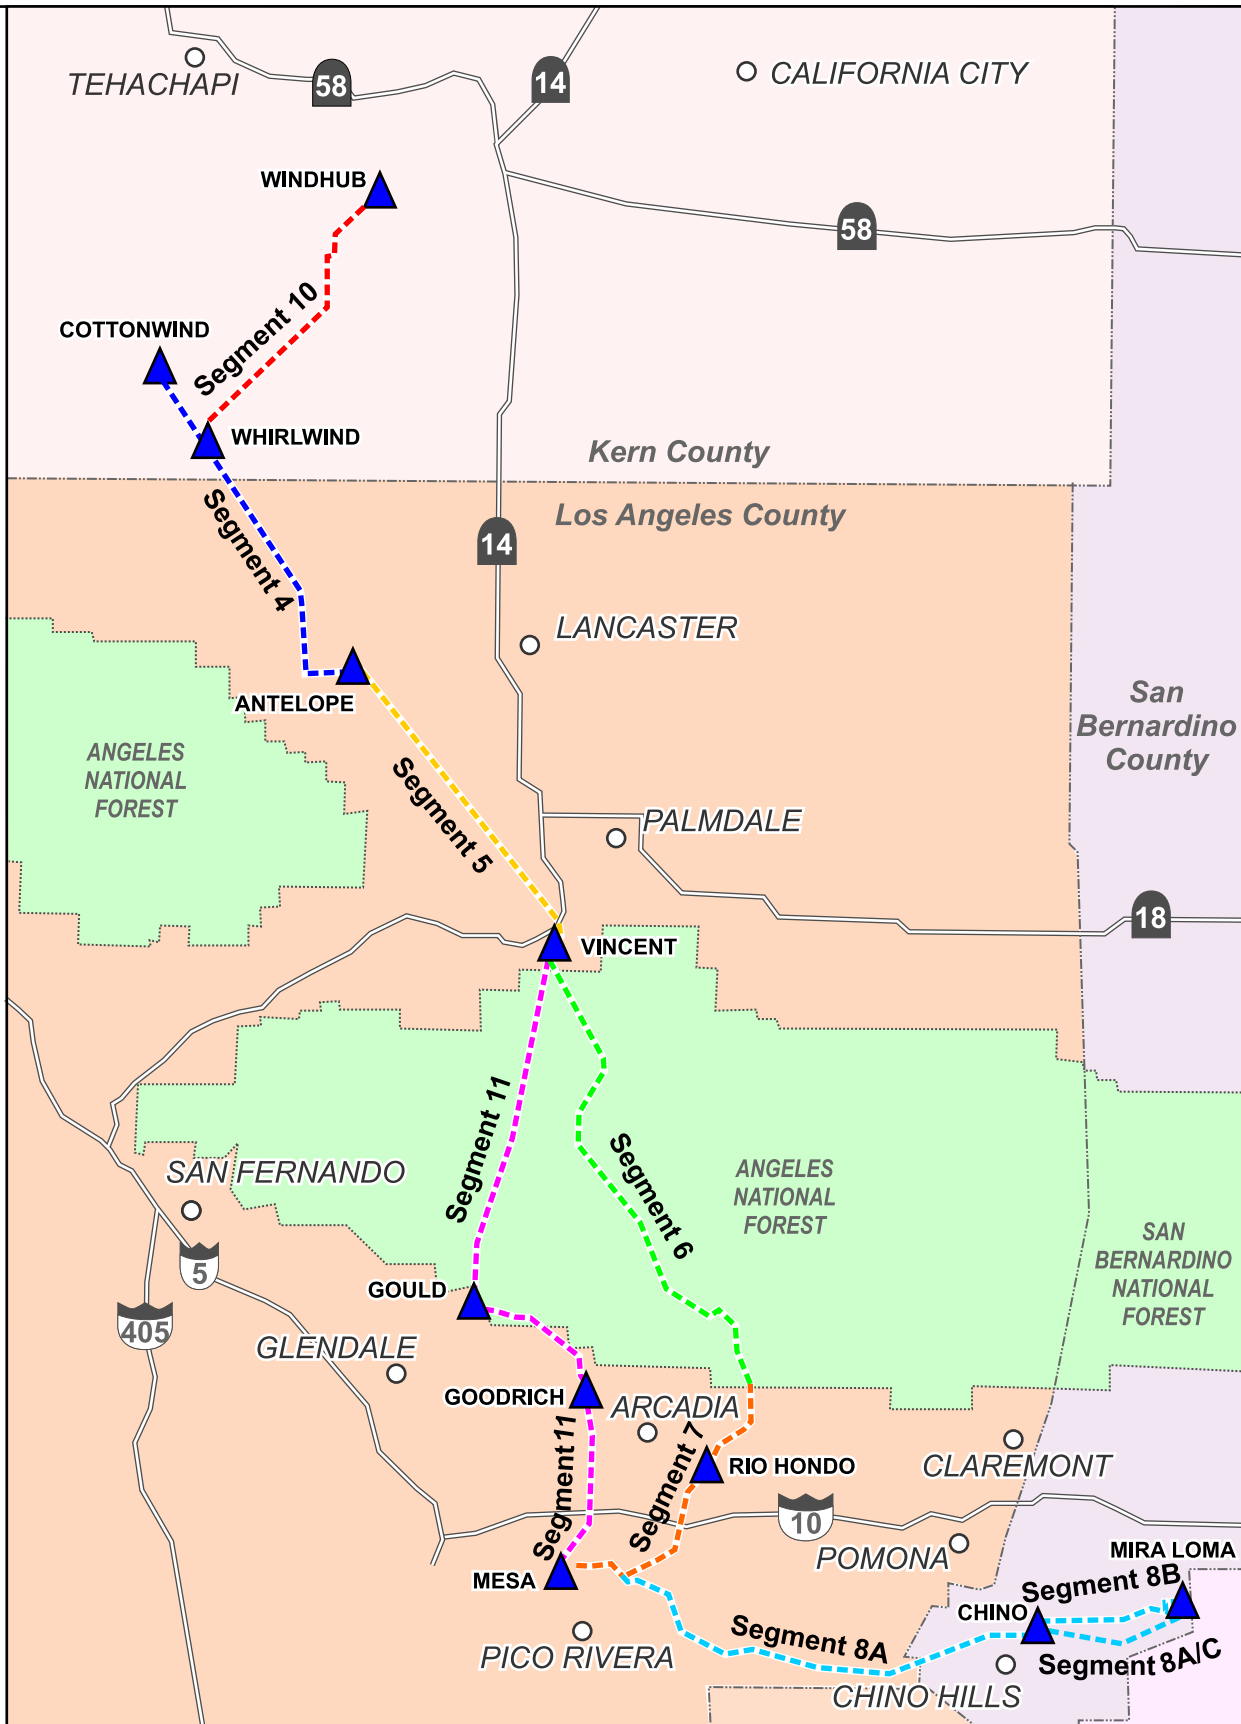 TEHACHAPI
58
14
CALIFORNIA CITY
WINDHUB
58
Segment 10
COTTONWIND
WHIRLWIND
Kern County
Los Angeles County
Segment 4
14
LANCASTER
ANTELOPE
San
Bernardino
County
ANGELES
NATIONAL
FOREST
Segment 5
PALMDALE
18
VINCENT
Segment 11
Segment 6
SAN FERNANDO
ANGELES
NATIONAL
FOREST
SAN
BERNARDINO
NATIONAL
FOREST
5
GOULD
405
GLENDALE
GOODRICH
ARCADIA
Segment 11
Segment 7
RIO HONDO
CLAREMONT
10
POMONA
MIRA LOMA
MESA
Segment 8B
CHINO
PICO RIVERA
Segment 8A
Segment 8A/C
CHINO HILLS